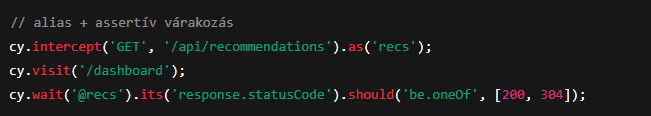 // alias + assertív várakozás
cy.intercept('GET', '/api/recommendations').as('recs');
cy.visit('/dashboard');
cy.wait('@recs').its('response.statusCode').should('be.oneOf', [200, 304]);